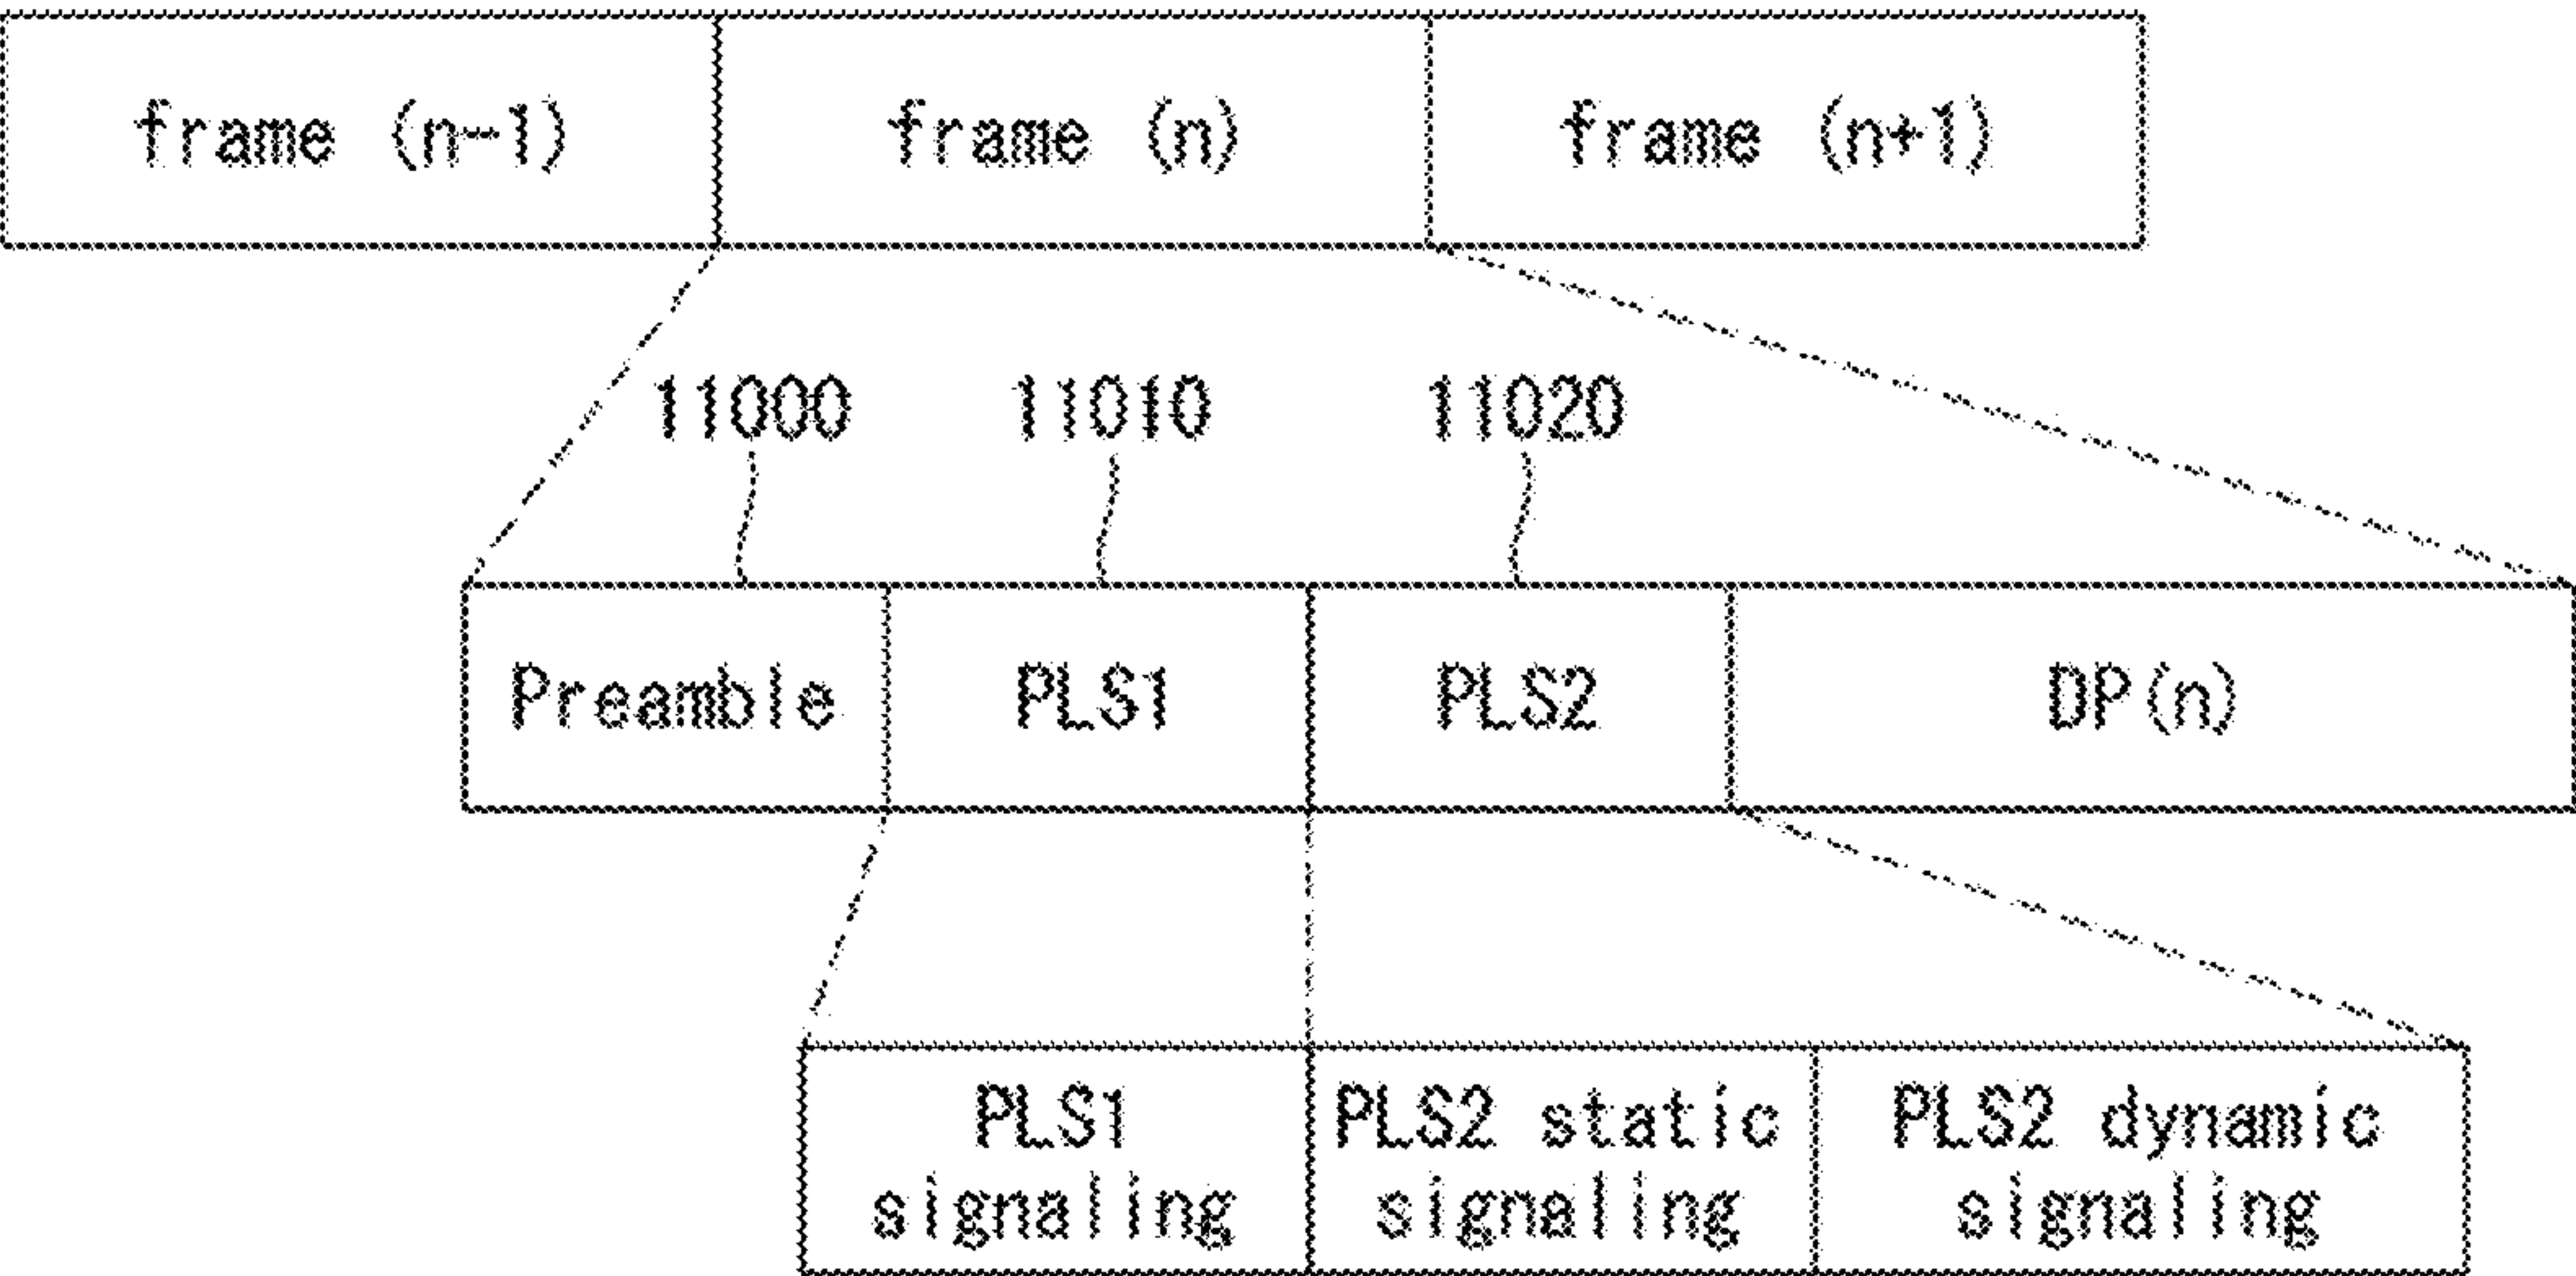 frame (n-1)
frame (n)
frame (n+1)
11000
11010
11020
Preamble
PLS1
PLS2
DP(n)
PLS1
signaling
PLS2 static
signaling
PLS2 dynamic
signaling